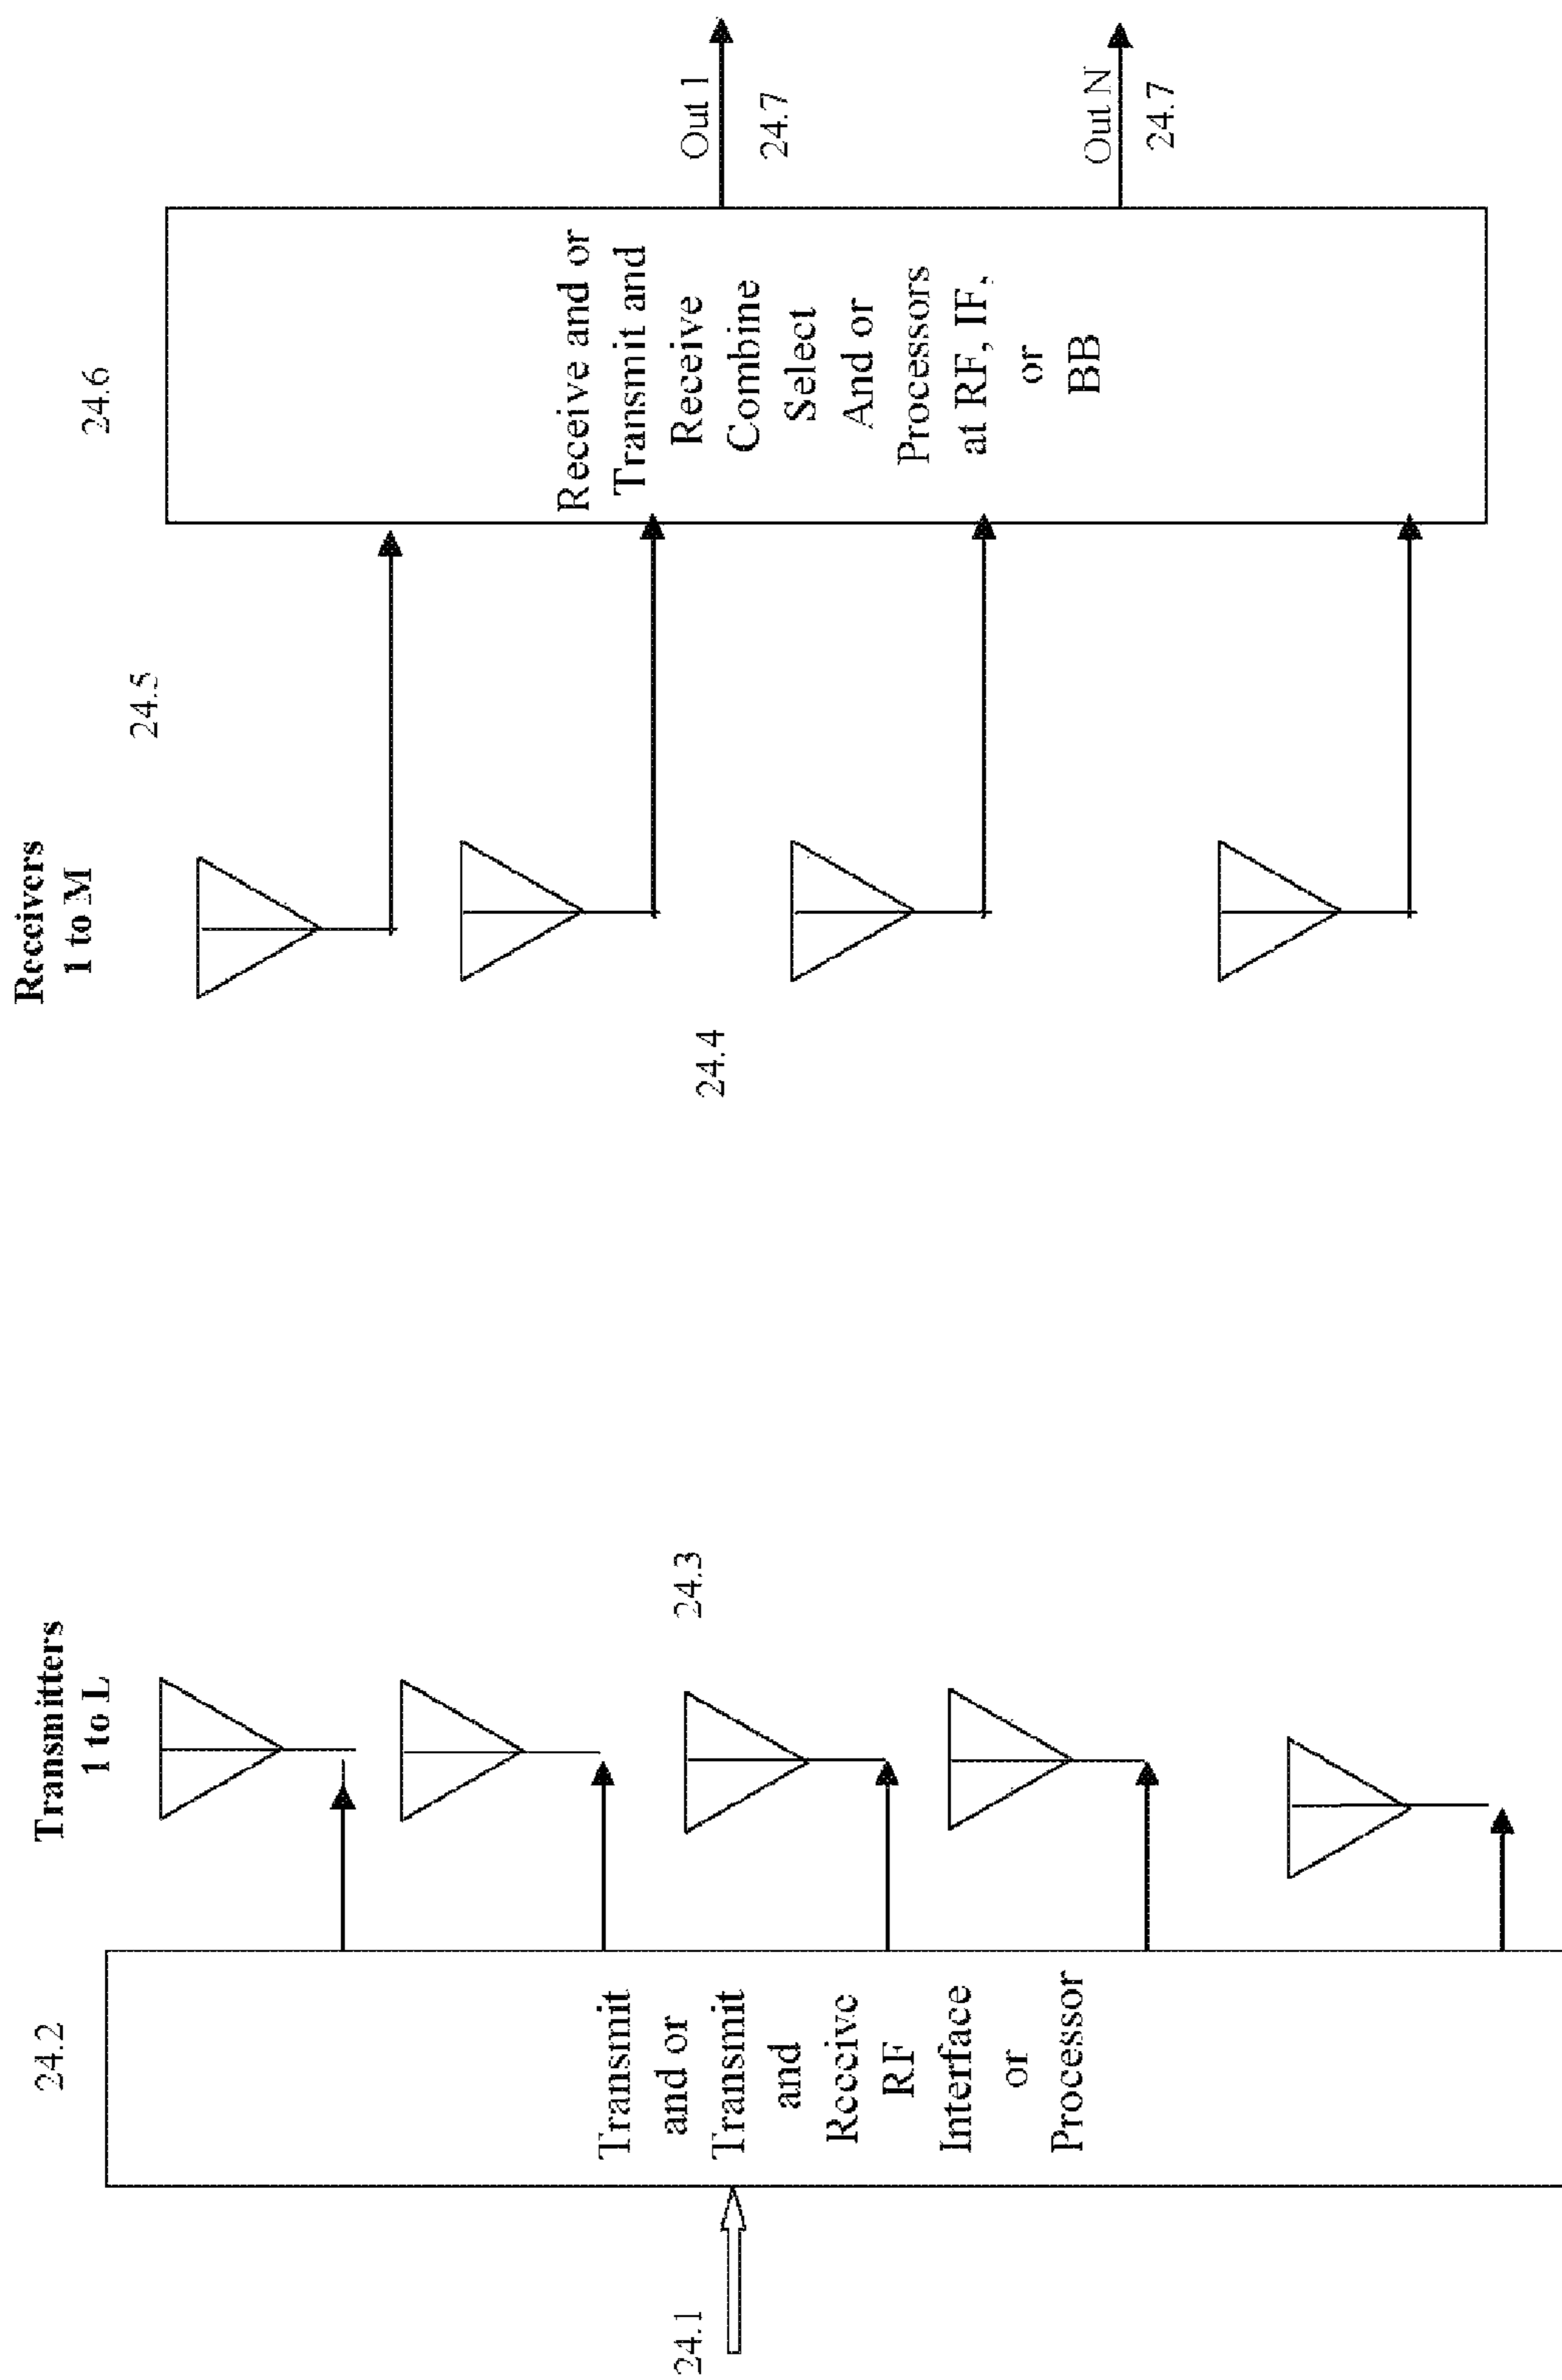 24.1
24.2
Transmit
and or
Transmit
and
Receive
RF
Interface
or
Processor
Transmitters
1 to L
24.3
24.4
Receivers
1 to M
24.5
24.6
Receive and or
Transmit and
Receive
Combine
Select
And or
Processors
at RF, IF,
or
BB
Out 1
24.7
Out N
24.7